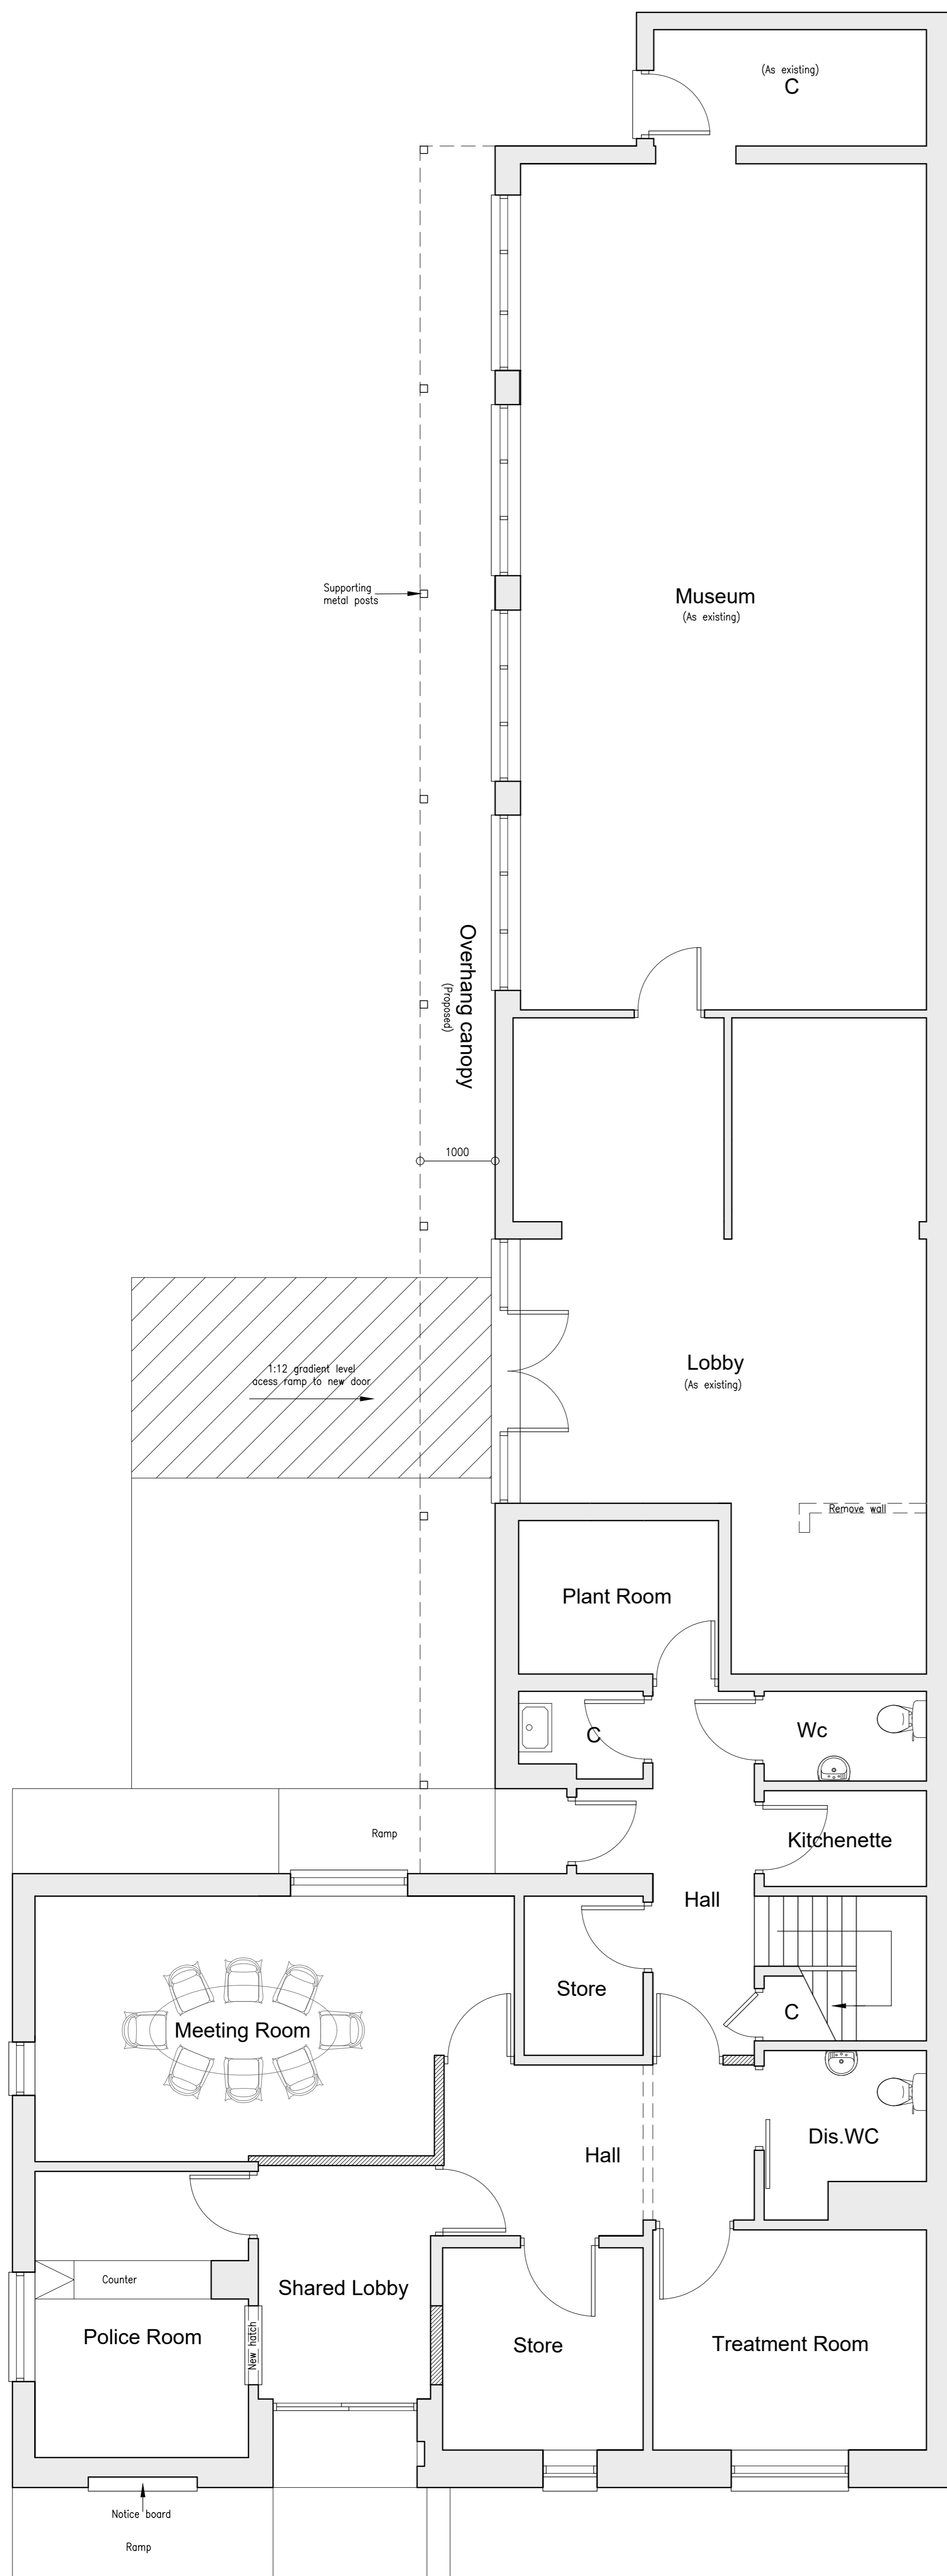 (As existing)
C
Supporting
metal posts
Museum
(As existing)
Overhang canopy
(Proposed)
1000
1:12 gradient level
acess ramp to new door
Lobby
(As existing)
Remove wall
Plant Room
C
Wc
Ramp
Kitchenette
Hall
Store
C
Meeting Room
Dis.WC
Hall
Counter
Shared Lobby
Police Room
New hatch
Store
Treatment Room
Notice board
Ramp